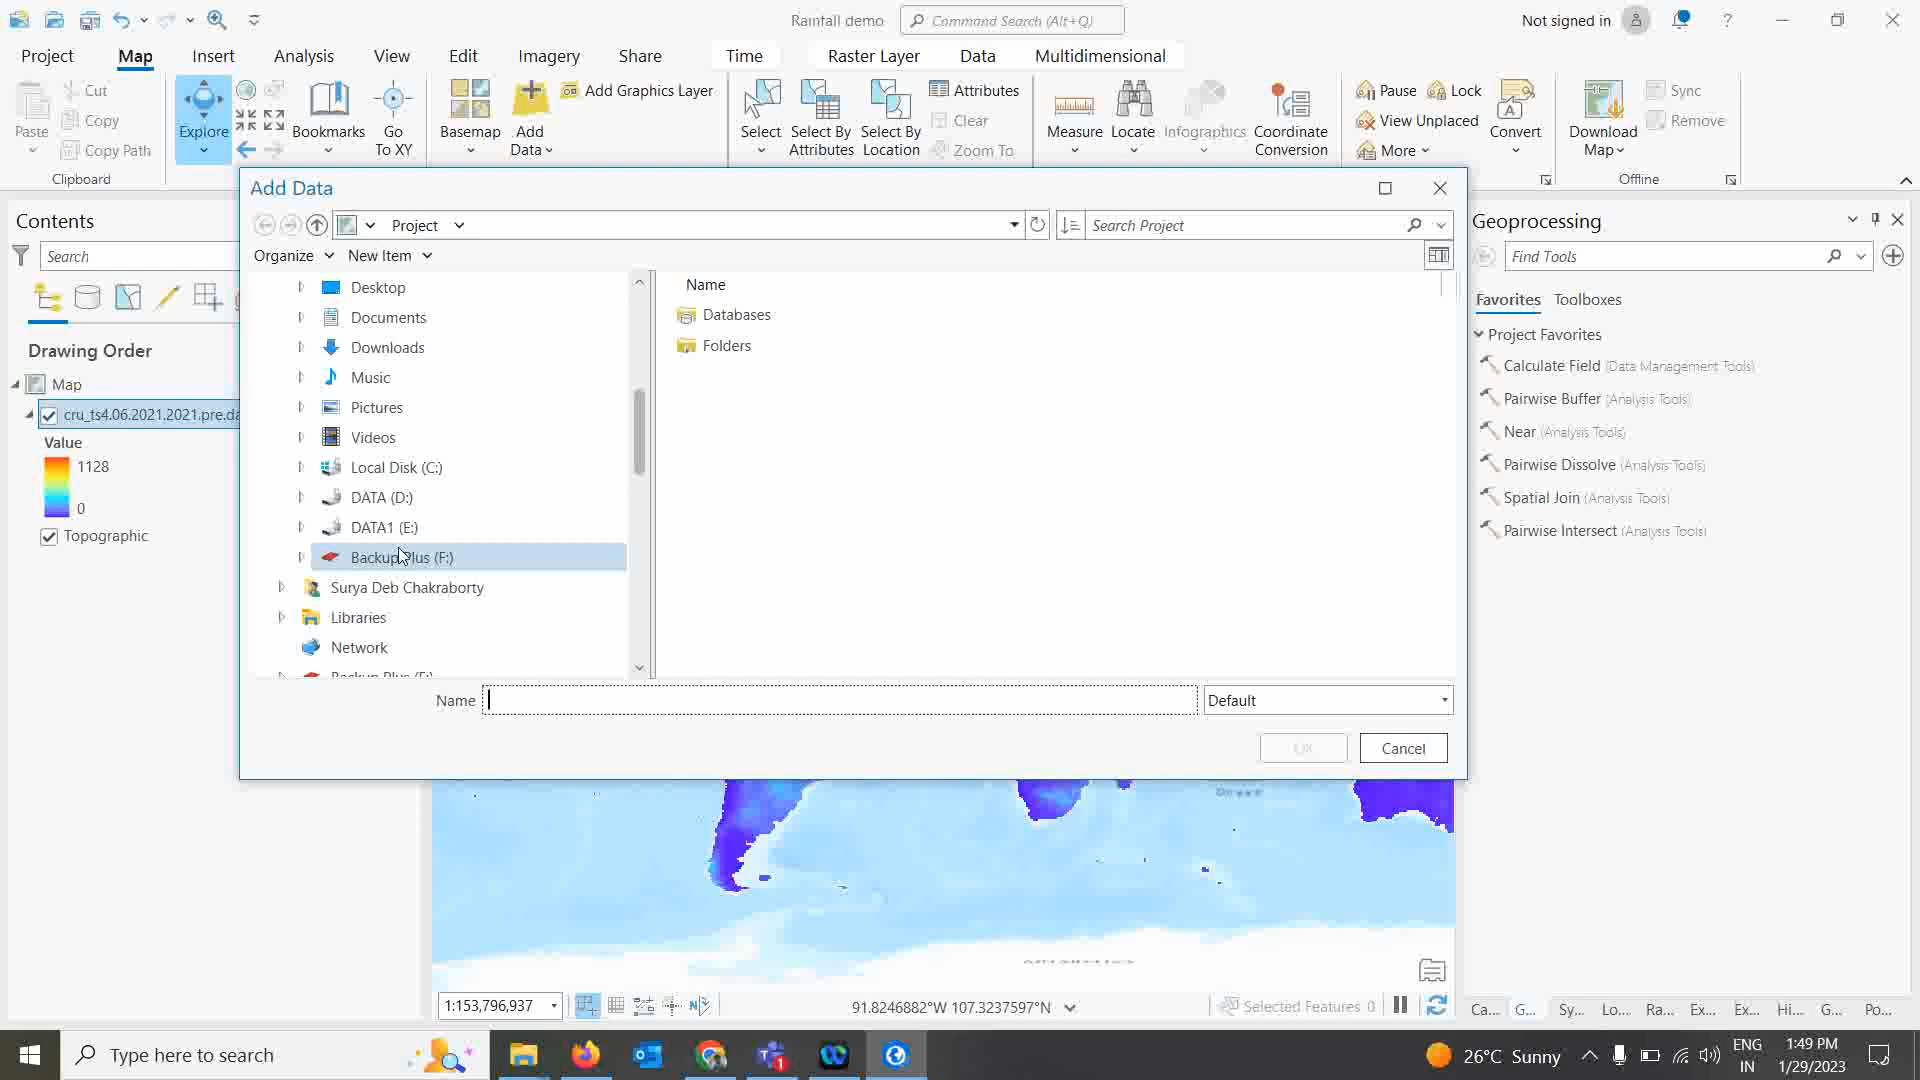 Rainfall demo
Command Search (Alt+Q)
Not signed in
?
Project
Map
Insert
Analysis
View
Edit
Imagery
Share
Time
Raster Layer
Data
Multidimensional
Paste
Cut
Copy
Copy Path
Clipboard
Explore
Bookmarks
Go To XY
Basemap
Add Data
Add Graphics Layer
Select
Select By Attributes
Select By Location
Attributes
Clear
Zoom To
Measure
Locate
Infographics
Coordinate Conversion
Pause
Lock
View Unplaced
More
Convert
Download Map
Sync
Remove
Offline
Contents
Search
Drawing Order
Map
cru_ts4.06.2021.2021.pre.da
Value
1128
0
Topographic
Add Data
Project
Search Project
Organize
New Item
Desktop
Documents
Downloads
Music
Pictures
Videos
Local Disk (C:)
DATA (D:)
DATA1 (E:)
Backup Plus (F:)
Surya Deb Chakraborty
Libraries
Network
Backup Plus (F:)
Name
Databases
Folders
Name
Default
OK
Cancel
Geoprocessing
Find Tools
Favorites
Toolboxes
Project Favorites
Calculate Field (Data Management Tools)
Pairwise Buffer (Analysis Tools)
Near (Analysis Tools)
Pairwise Dissolve (Analysis Tools)
Spatial Join (Analysis Tools)
Pairwise Intersect (Analysis Tools)
1:153,796,937
91.8246882°W 107.3237597°N
Selected Features: 0
Ca...
G...
Sy...
Lo...
Ra...
Ex...
Ex...
Hi...
G...
Po...
Type here to search
1
26°C Sunny
ENG
IN
1:49 PM
1/29/2023